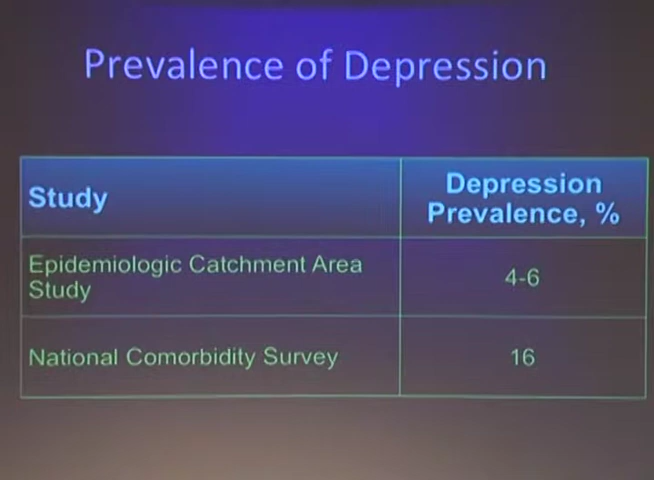 Prevalence of Depression
Study
Depression
Prevalence, %
Epidemiologic Catchment Area
Study
4-6
National Comorbidity Survey
16